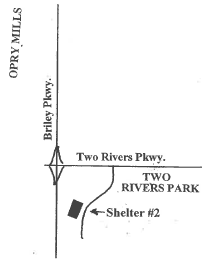 OPRY MILLS
Briley Pkwy.
Two Rivers Pkwy.
TWO
RIVERS PARK
Shelter #2